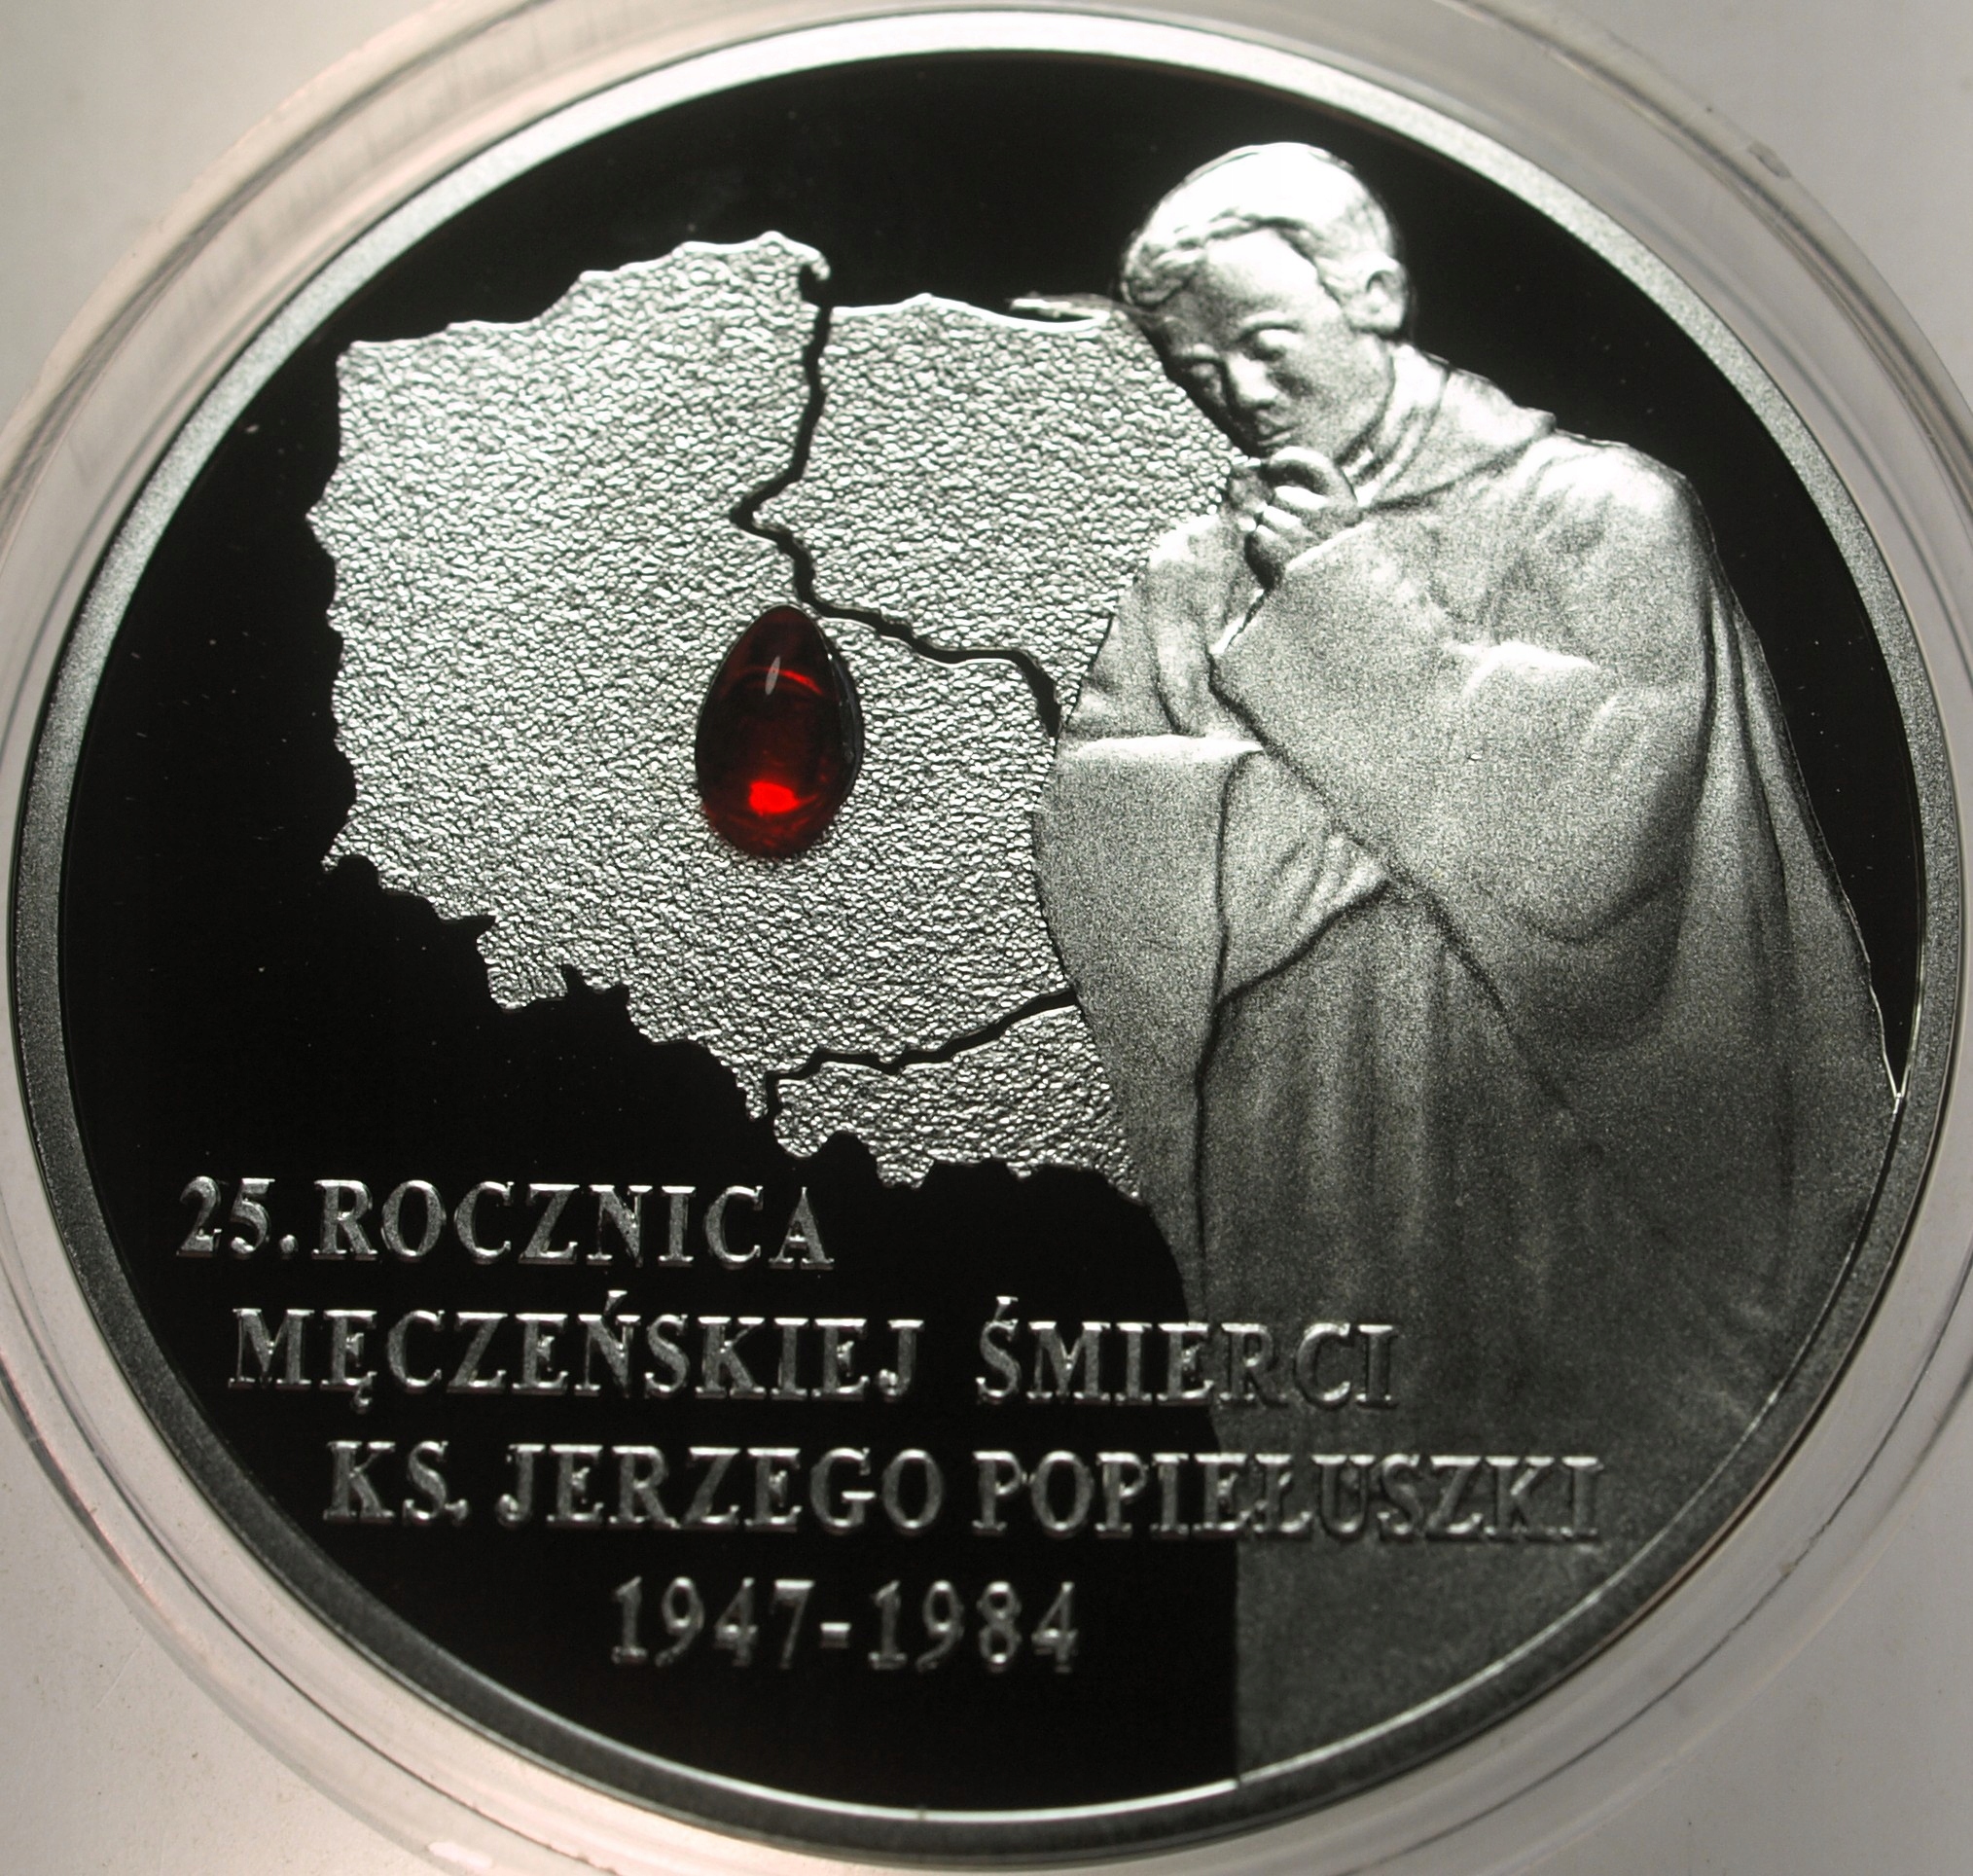 25. ROCZNICA
MĘCZEŃSKIEJ ŚMIERCI
KS. JERZEGO POPIEŁUSZKI
1947-1984